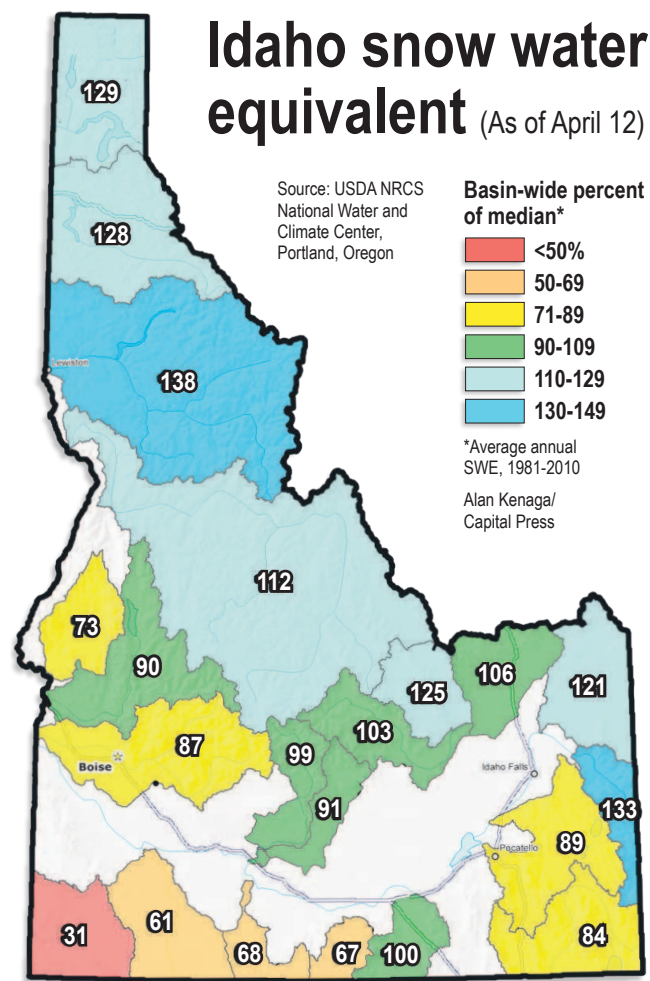 Idaho snow water
equivalent (As of April 12)
Source: USDA NRCS
National Water and
Climate Center,
Portland, Oregon
Basin-wide percent
of median*
<50%
50-69
71-89
90-109
110-129
130-149
*Average annual
SWE, 1981-2010
Alan Kenaga/
Capital Press
129
128
Lewiston
138
112
73
90
125
106
121
87
99
103
Boise
91
Idaho Falls
133
89
Pocatello
31
61
68
67
100
84